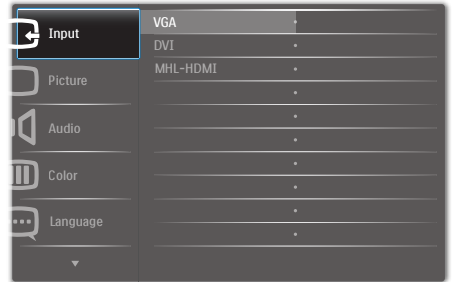 Input
Picture
Audio
Color
Language
VGA
DVI
MHL-HDMI